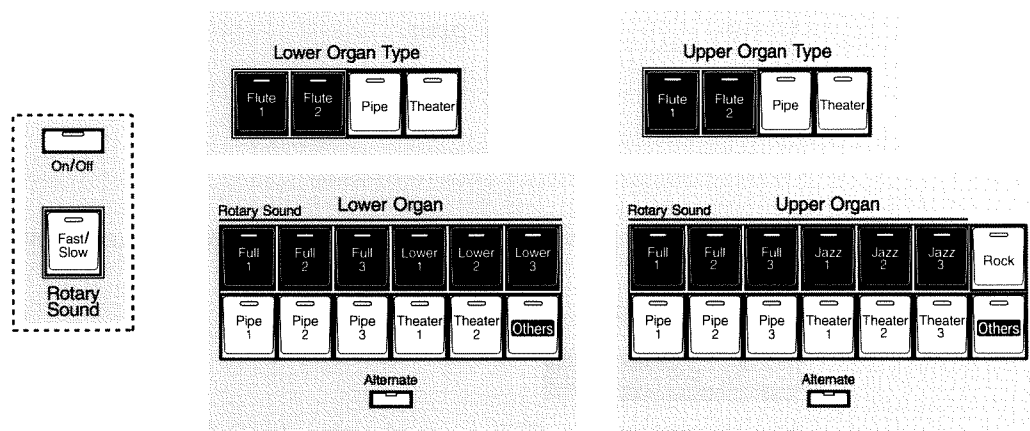 Lower Organ Type
Flute 1
Flute 2
Pipe
Theater
Upper Organ Type
Flute 1
Flute 2
Pipe
Theater
On/Off
Fast/
Slow
Rotary
Sound
Rotary Sound
Lower Organ
Full 1
Full 2
Full 3
Lower 1
Lower 2
Lower 3
Pipe 1
Pipe 2
Pipe 3
Theater 1
Theater 2
Others
Alternate
Rotary Sound
Upper Organ
Full 1
Full 2
Full 3
Jazz 1
Jazz 2
Jazz 3
Rock
Pipe 1
Pipe 2
Pipe 3
Theater 1
Theater 2
Theater 3
Others
Alternate